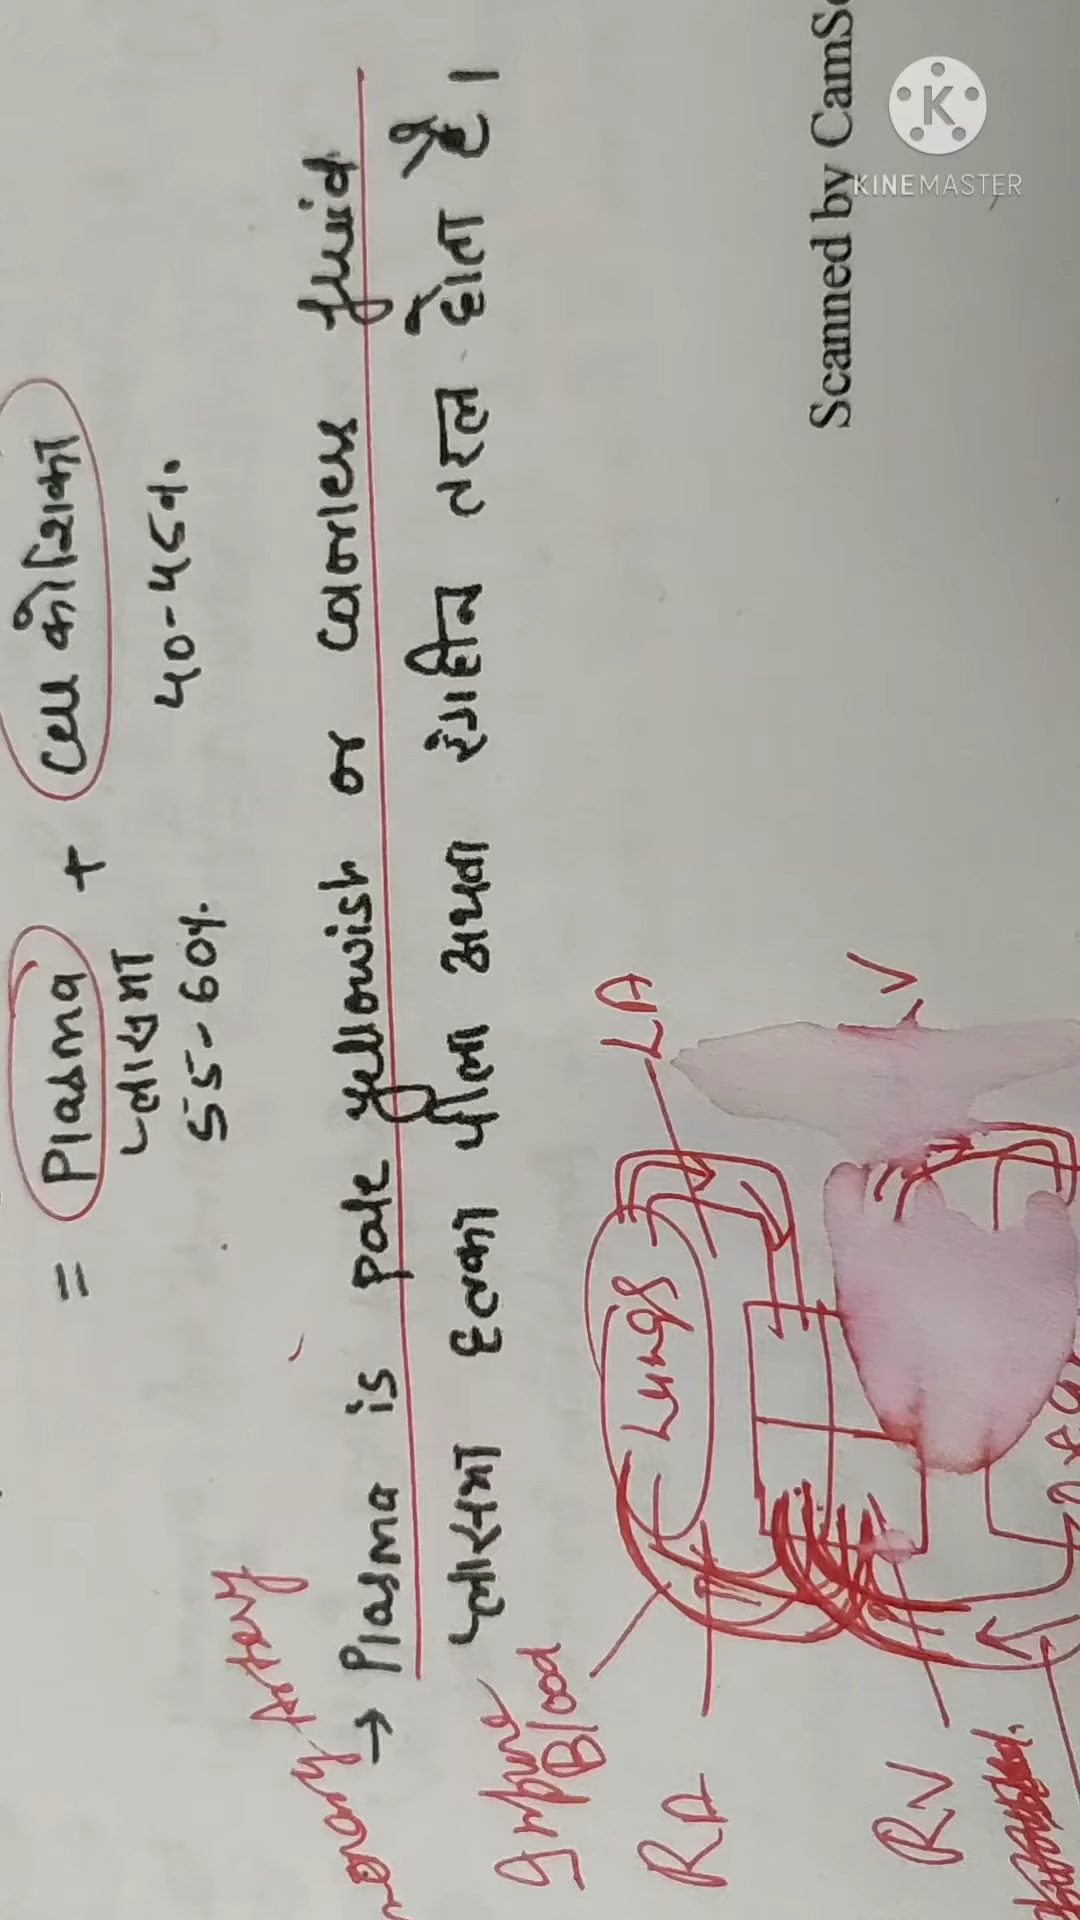 = Plasma + Cell कोशिका
प्लास्मा
55-60% 40-45%
→ Plasma is pale yellowish or colorless fluid
प्लास्मा हल्का पीला अथवा रंगहीन तरल होता है।
Artery
Impure
Blood
Lungs
LA
RA
RV
V
Scanned by CamS
KINEMASTER